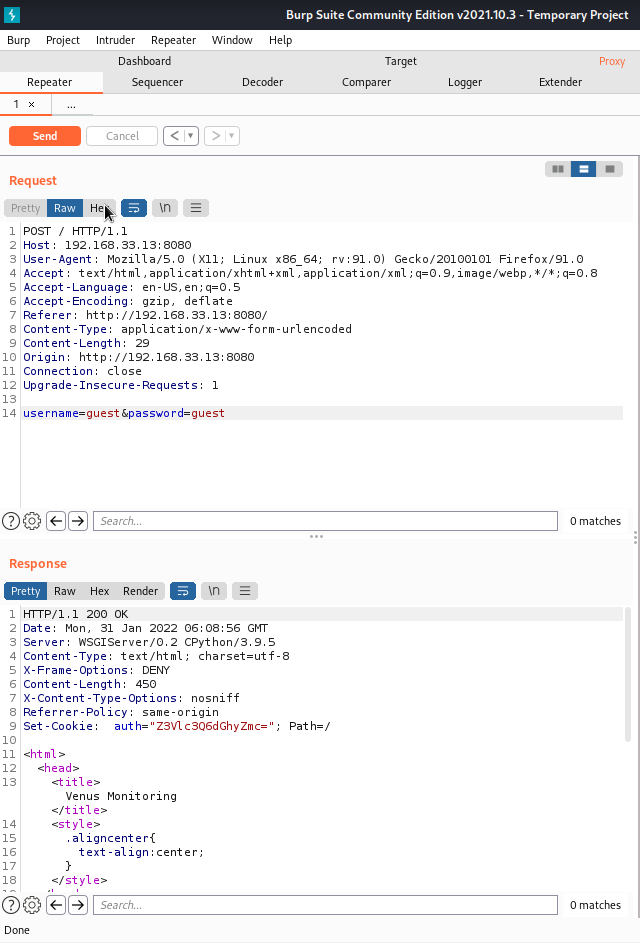 Burp Suite Community Edition v2021.10.3 - Temporary Project
Burp Project Intruder Repeater Window Help
Dashboard Target Proxy
Repeater Sequencer Decoder Comparer Logger Extender
1 × ...
Send Cancel < >
Request
Pretty Raw Hex \n
1 POST / HTTP/1.1
2 Host: 192.168.33.13:8080
3 User-Agent: Mozilla/5.0 (X11; Linux x86_64; rv:91.0) Gecko/20100101 Firefox/91.0
4 Accept: text/html,application/xhtml+xml,application/xml;q=0.9,image/webp,*/*;q=0.8
5 Accept-Language: en-US,en;q=0.5
6 Accept-Encoding: gzip, deflate
7 Referer: http://192.168.33.13:8080/
8 Content-Type: application/x-www-form-urlencoded
9 Content-Length: 29
10 Origin: http://192.168.33.13:8080
11 Connection: close
12 Upgrade-Insecure-Requests: 1
13
14 username=guest&password=guest
Search... 0 matches
Response
Pretty Raw Hex Render \n
1 HTTP/1.1 200 OK
2 Date: Mon, 31 Jan 2022 06:08:56 GMT
3 Server: WSGIServer/0.2 CPython/3.9.5
4 Content-Type: text/html; charset=utf-8
5 X-Frame-Options: DENY
6 Content-Length: 450
7 X-Content-Type-Options: nosniff
8 Referrer-Policy: same-origin
9 Set-Cookie:  auth="Z3Vlc3Q6dGhyZmc="; Path=/
10
11 <html>
12 <head>
13 <title>
Venus Monitoring
</title>
14 <style>
15 .aligncenter{
16 text-align:center;
17 }
18 </style>
Search... 0 matches
Done